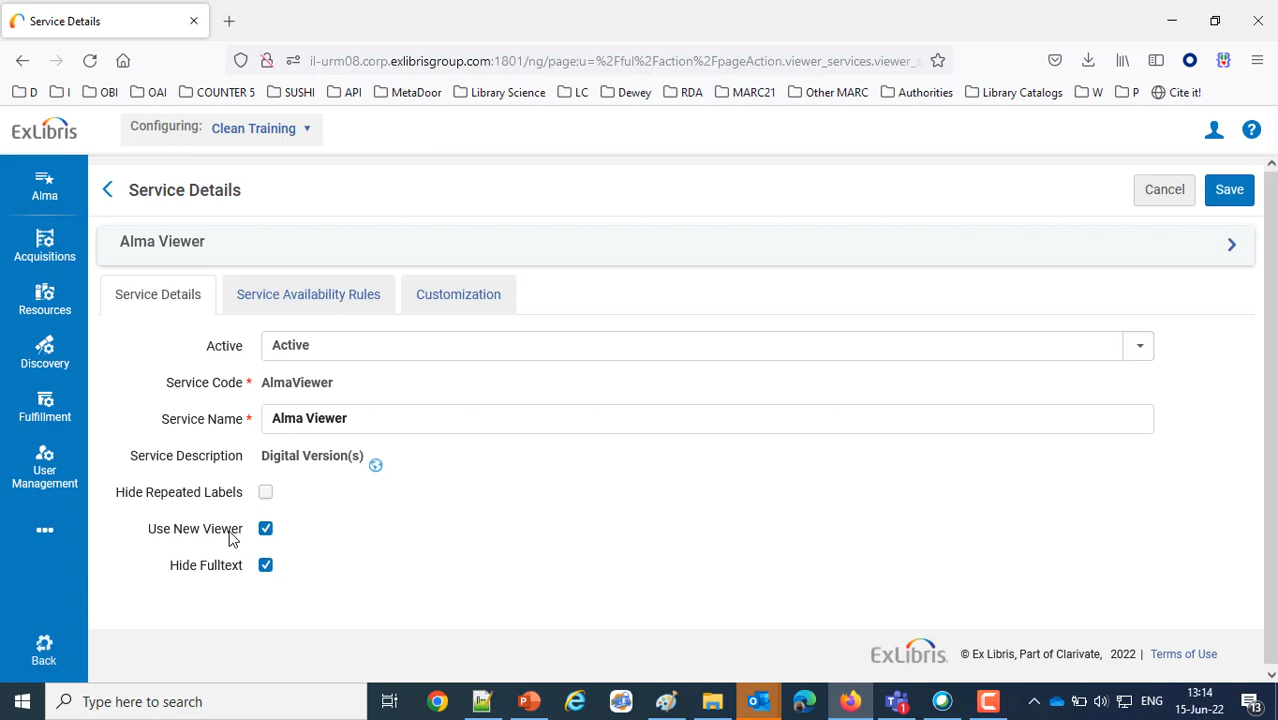 Service Details
il-urm08.corp.exlibrisgroup.com:1801/ng/page;u=%2Fful%2Faction%2FpageAction.viewer_services.viewer_s
D I OBI OAI COUNTER 5 SUSHI API MetaDoor Library Science LC Dewey RDA MARC21 Other MARC Authorities Library Catalogs W P Cite it!
ExLibris Configuring: Clean Training
Alma
Acquisitions
Resources
Discovery
Fulfillment
User
Management
Back
Service Details Cancel Save
Alma Viewer
Service Details Service Availability Rules Customization
Active Active
Service Code * AlmaViewer
Service Name * Alma Viewer
Service Description Digital Version(s)
Hide Repeated Labels
Use New Viewer
Hide Fulltext
ExLibris © Ex Libris, Part of Clarivate, 2022 | Terms of Use
Type here to search
ENG
13:14
15-Jun-22
13
1